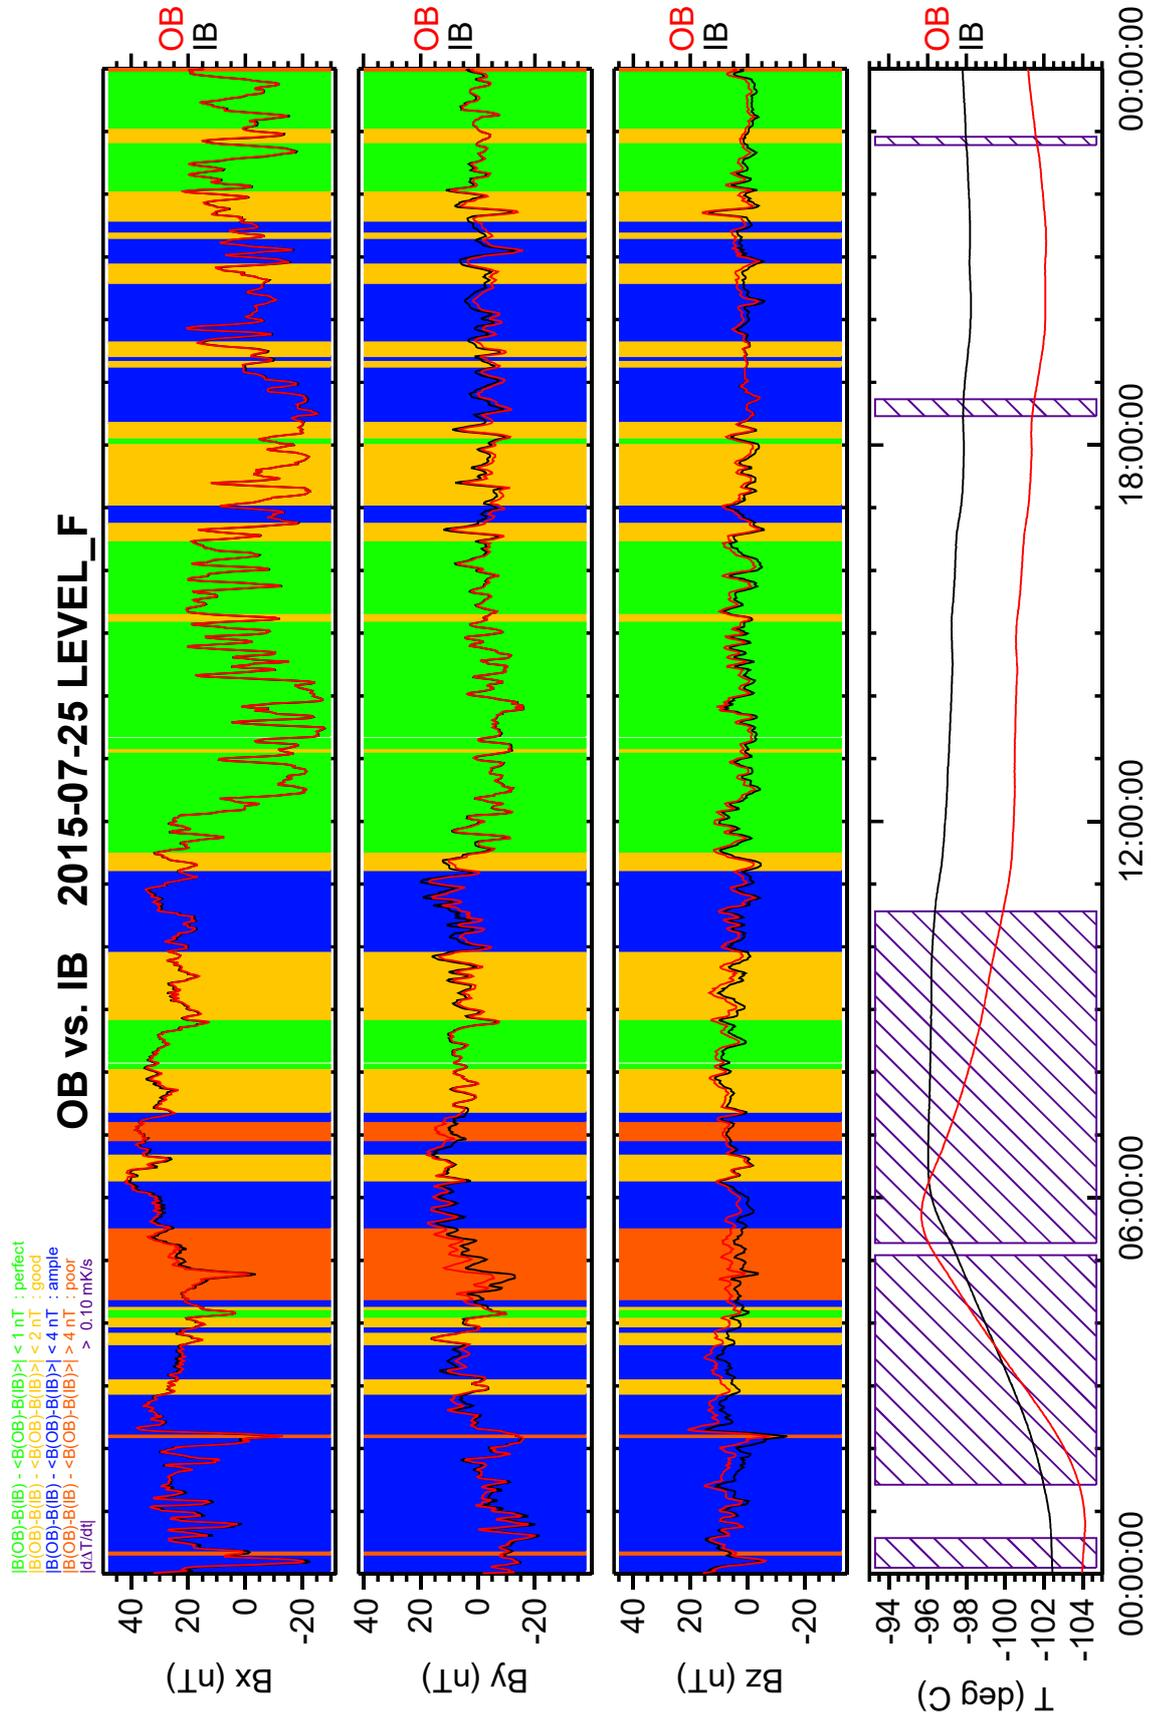 |B(OB)-B(IB) - <B(OB)-B(IB)>| < 1 nT : perfect
|B(OB)-B(IB) - <B(OB)-B(IB)>| < 2 nT : good
|B(OB)-B(IB) - <B(OB)-B(IB)>| < 4 nT : ample
|B(OB)-B(IB) - <B(OB)-B(IB)>| > 4 nT : poor
|dΔT/dt| > 0.10 mK/s
OB vs. IB 2015-07-25 LEVEL_F
Bx (nT)
40
20
0
-20
OB
IB
By (nT)
20
0
-20
OB
IB
Bz (nT)
40
20
0
-20
OB
IB
T (deg C)
-94
-96
-98
-100
-102
-104
OB
IB
00:00:00
06:00:00
12:00:00
18:00:00
00:00:00